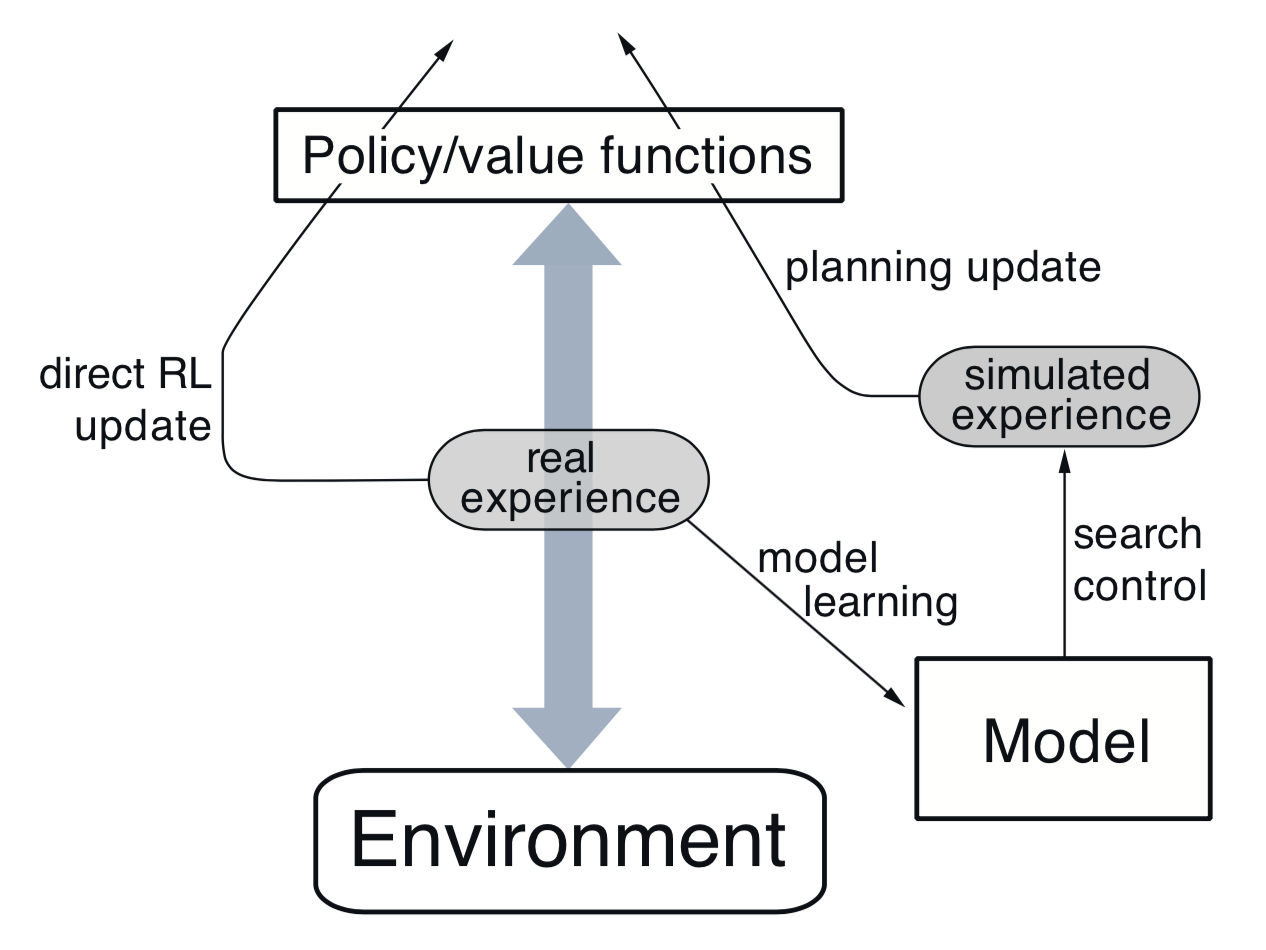 Policy/value functions
planning update
direct RL
update
simulated
experience
real
experience
model
learning
search
control
Model
Environment